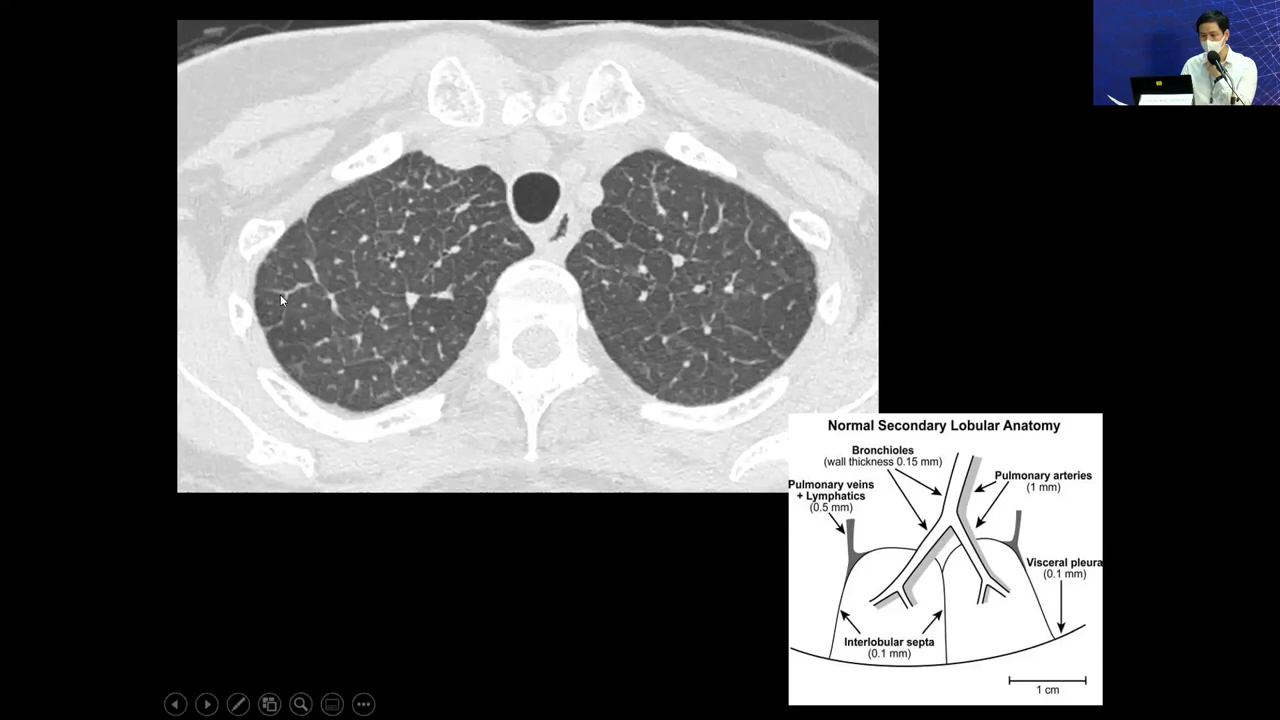 Normal Secondary Lobular Anatomy
Bronchioles
(wall thickness 0.15 mm)
Pulmonary veins
+ Lymphatics
(0.5 mm)
Pulmonary arteries
(1 mm)
Visceral pleura
(0.1 mm)
Interlobular septa
(0.1 mm)
1 cm